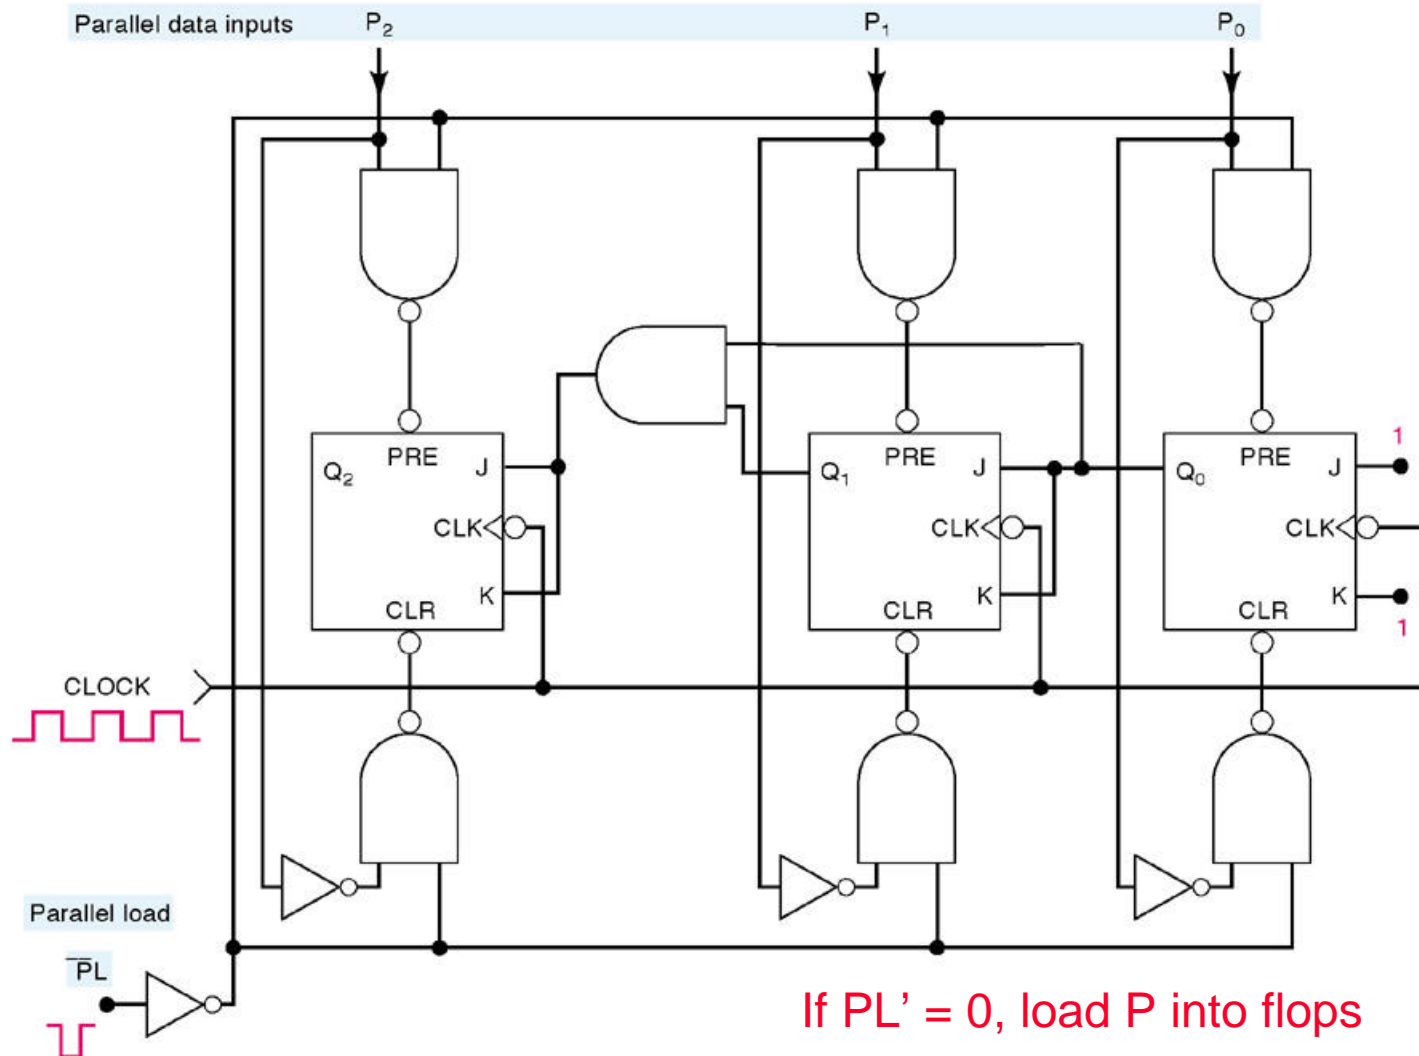 Parallel data inputs P₂ P₁ P₀
Q₂ PRE J Q₁ PRE J Q₀ PRE J 1
CLK CLK CLK
K K K
CLR CLR CLR 1
CLOCK
Parallel load
P̅L
If PL' = 0, load P into flops